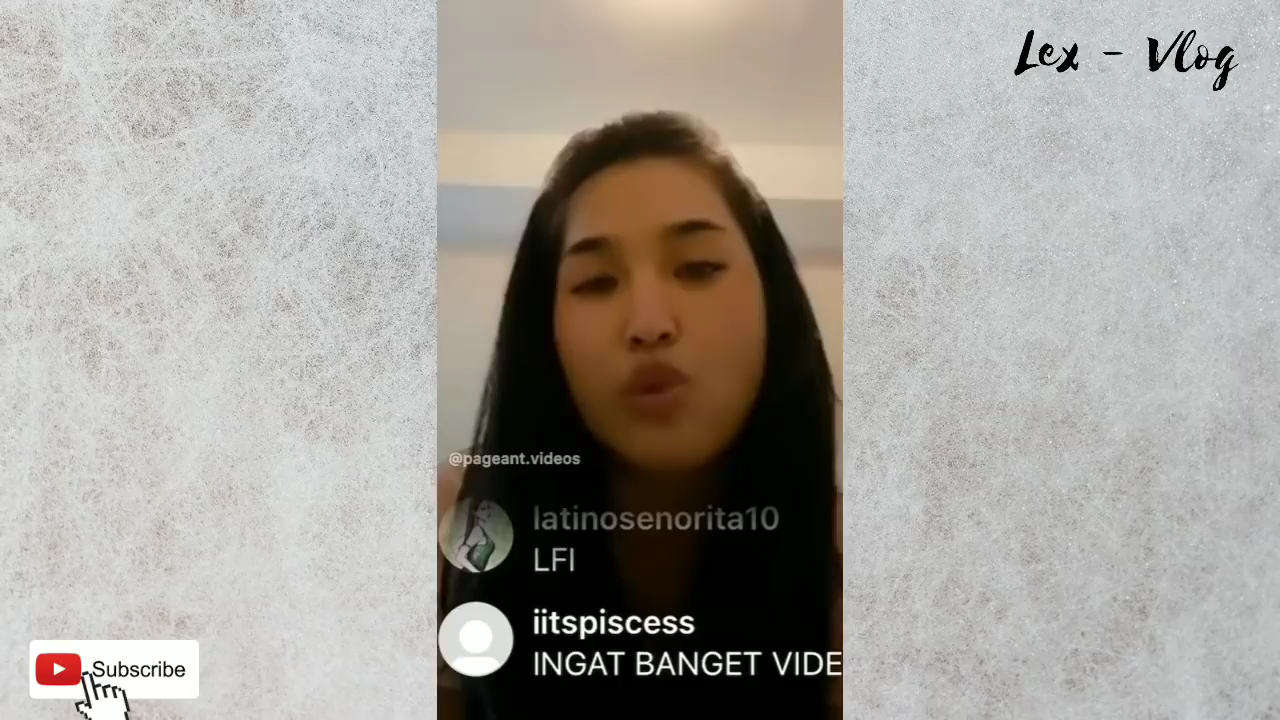 Lex - Vlog
@pageant.videos
latinosenorita10
LFI
iitspiscess
INGAT BANGET VIDE
Subscribe